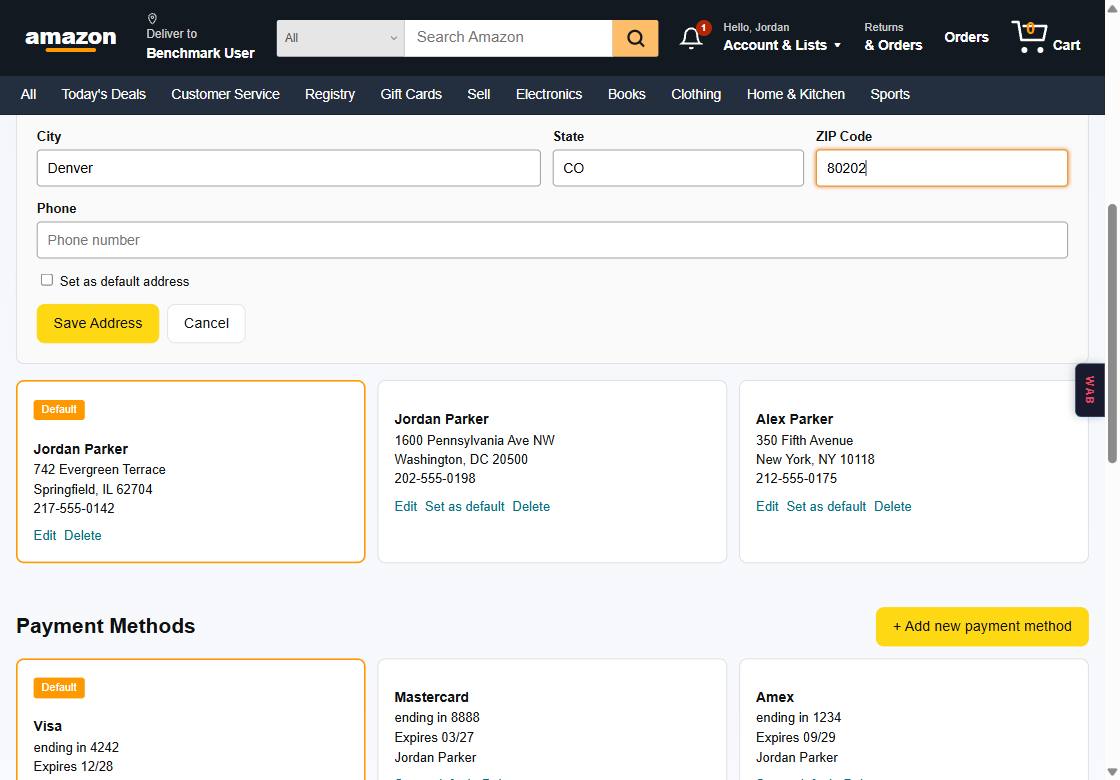 amazon
Deliver to
Benchmark User
All
Search Amazon
1
Hello, Jordan
Account & Lists
Returns
& Orders
Orders
0
Cart
All
Today's Deals
Customer Service
Registry
Gift Cards
Sell
Electronics
Books
Clothing
Home & Kitchen
Sports
City
State
ZIP Code
Denver
CO
80202
Phone
Phone number
Set as default address
Save Address
Cancel
WAB
Default
Jordan Parker
742 Evergreen Terrace
Springfield, IL 62704
217-555-0142
Edit Delete
Jordan Parker
1600 Pennsylvania Ave NW
Washington, DC 20500
202-555-0198
Edit Set as default Delete
Alex Parker
350 Fifth Avenue
New York, NY 10118
212-555-0175
Edit Set as default Delete
Payment Methods
+ Add new payment method
Default
Visa
ending in 4242
Expires 12/28
Mastercard
ending in 8888
Expires 03/27
Jordan Parker
Amex
ending in 1234
Expires 09/29
Jordan Parker